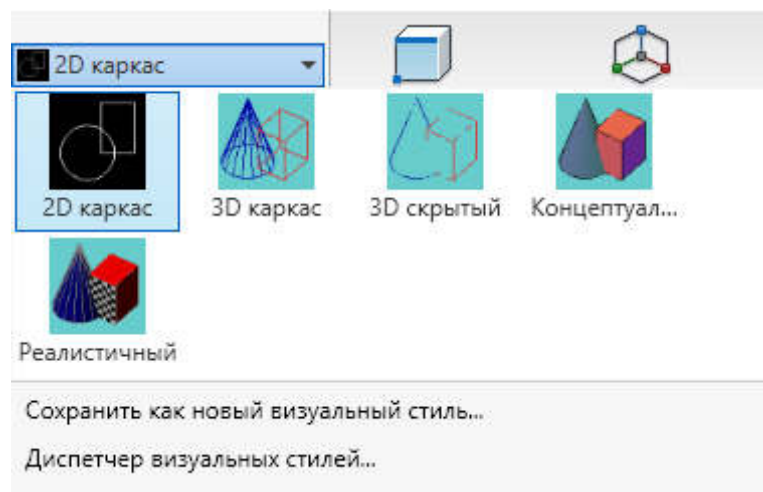 2D каркас
2D каркас 3D каркас 3D скрытый Концептуал...
Реалистичный
Сохранить как новый визуальный стиль...
Диспетчер визуальных стилей...